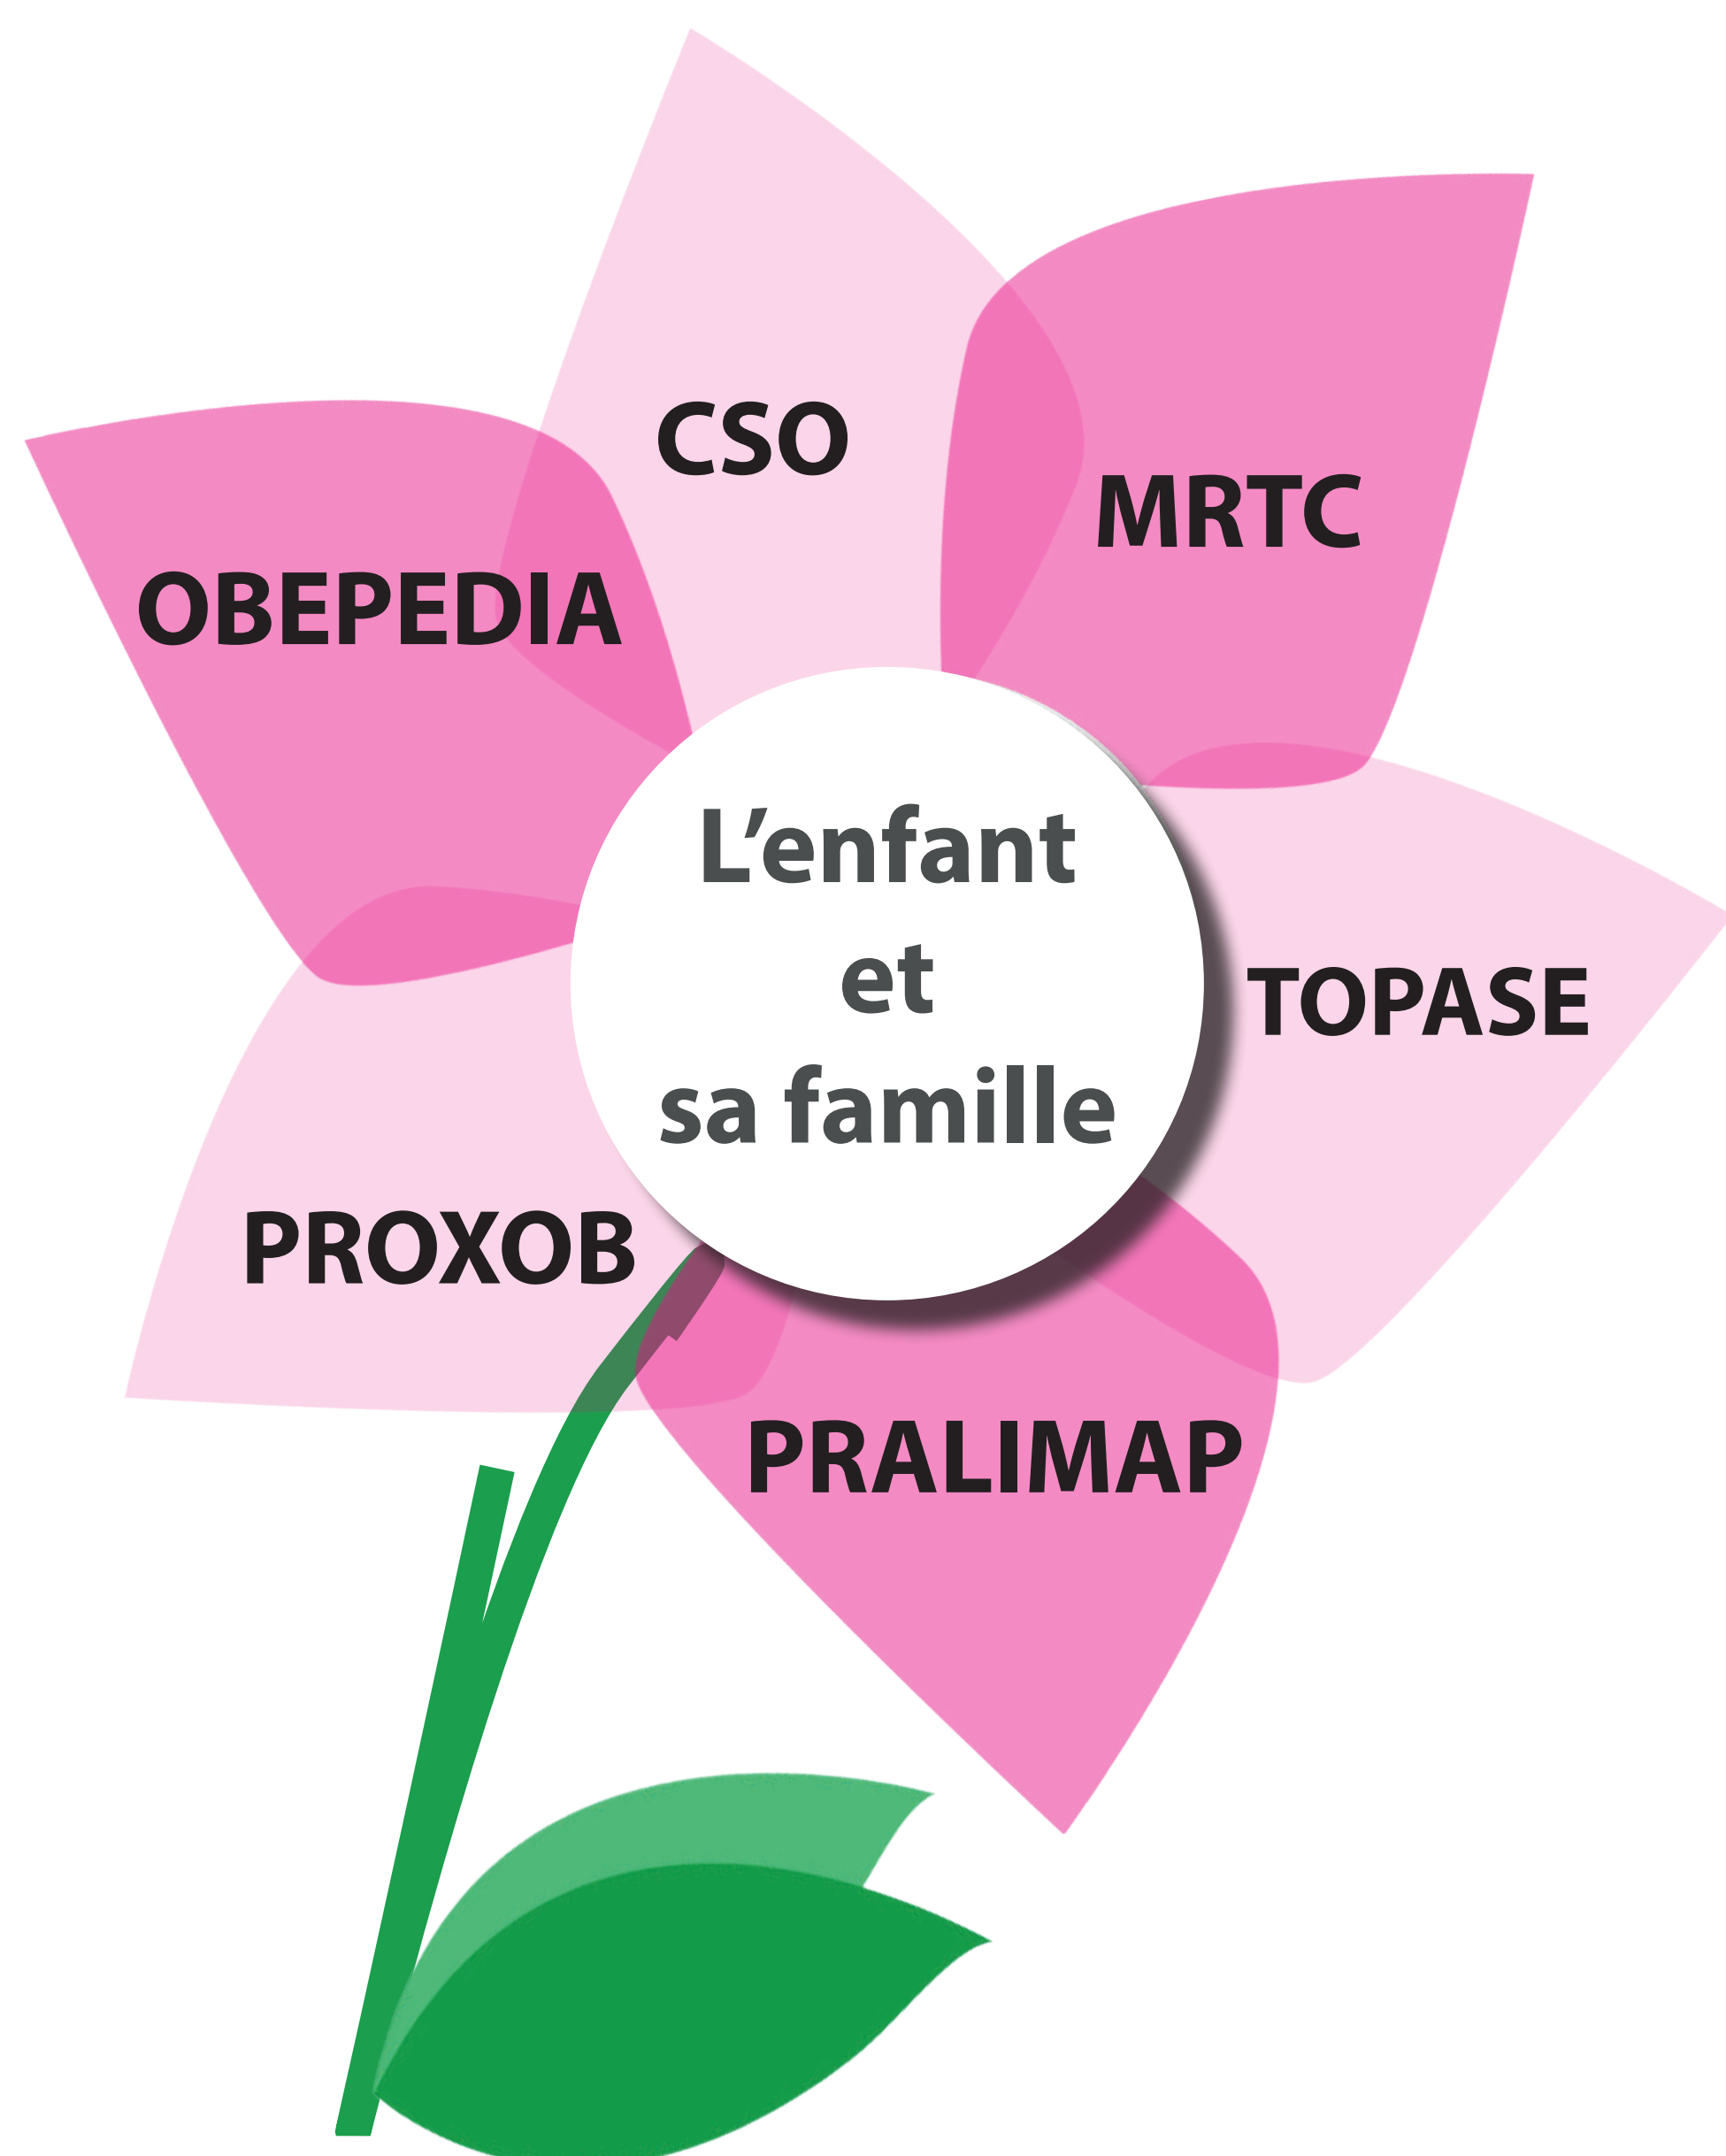 CSO
MRTC
OBEPEDIA
L’enfant
et
sa famille
TOPASE
PROXOB
PRALIMAP